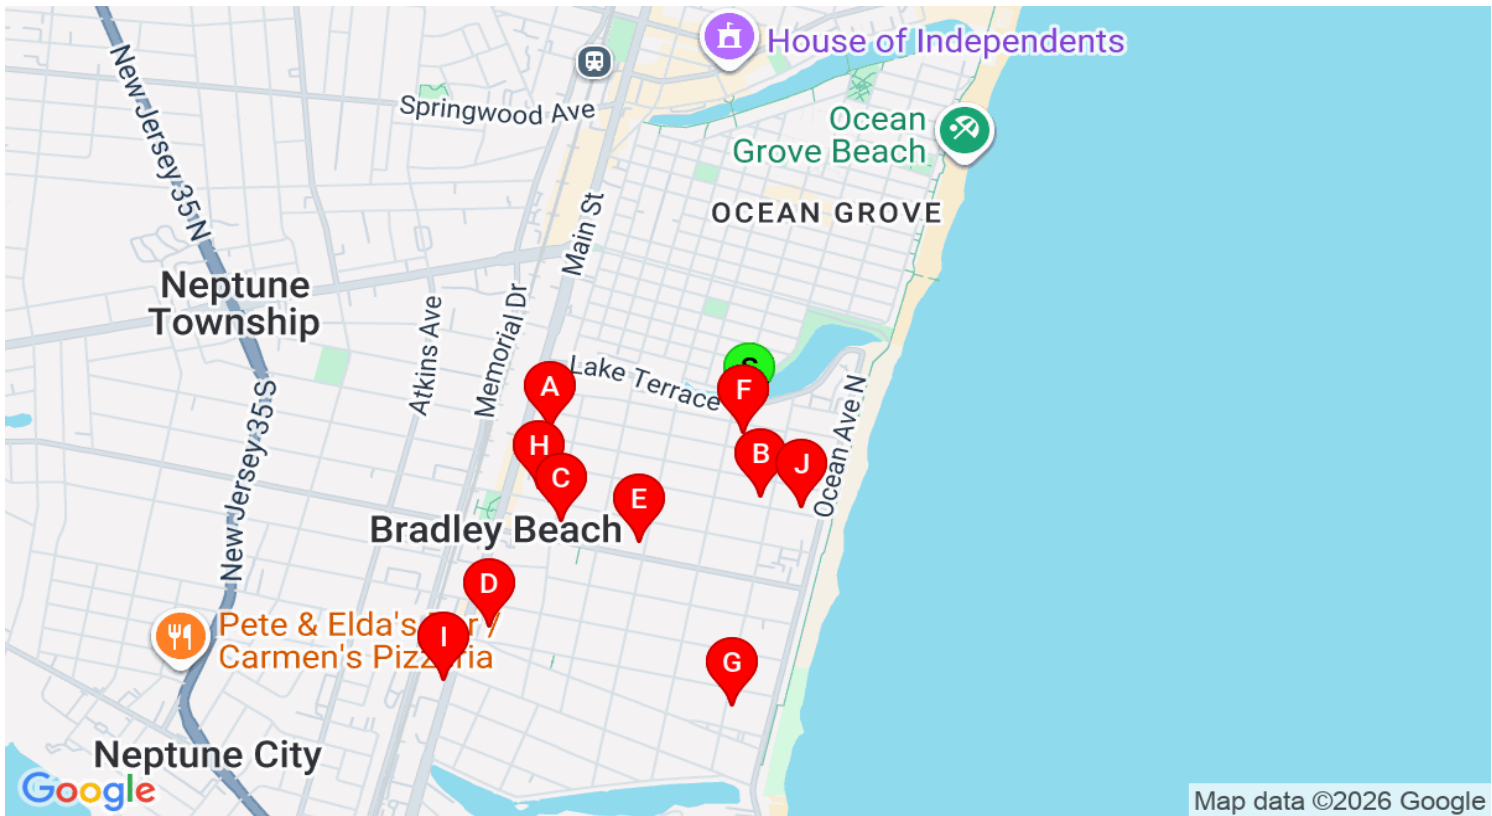 House of Independents
New Jersey 35 N
Springwood Ave
Ocean
Grove Beach
OCEAN GROVE
Main St
Neptune
Township
Memorial Dr
Atkins Ave
Lake Terrace
S
A
F
Ocean Ave N
New Jersey 35 S
H
B
J
C
E
Bradley Beach
D
Pete & Elda's Bar /
Carmen's Pizzeria
I
G
Neptune City
Google
Map data ©2026 Google